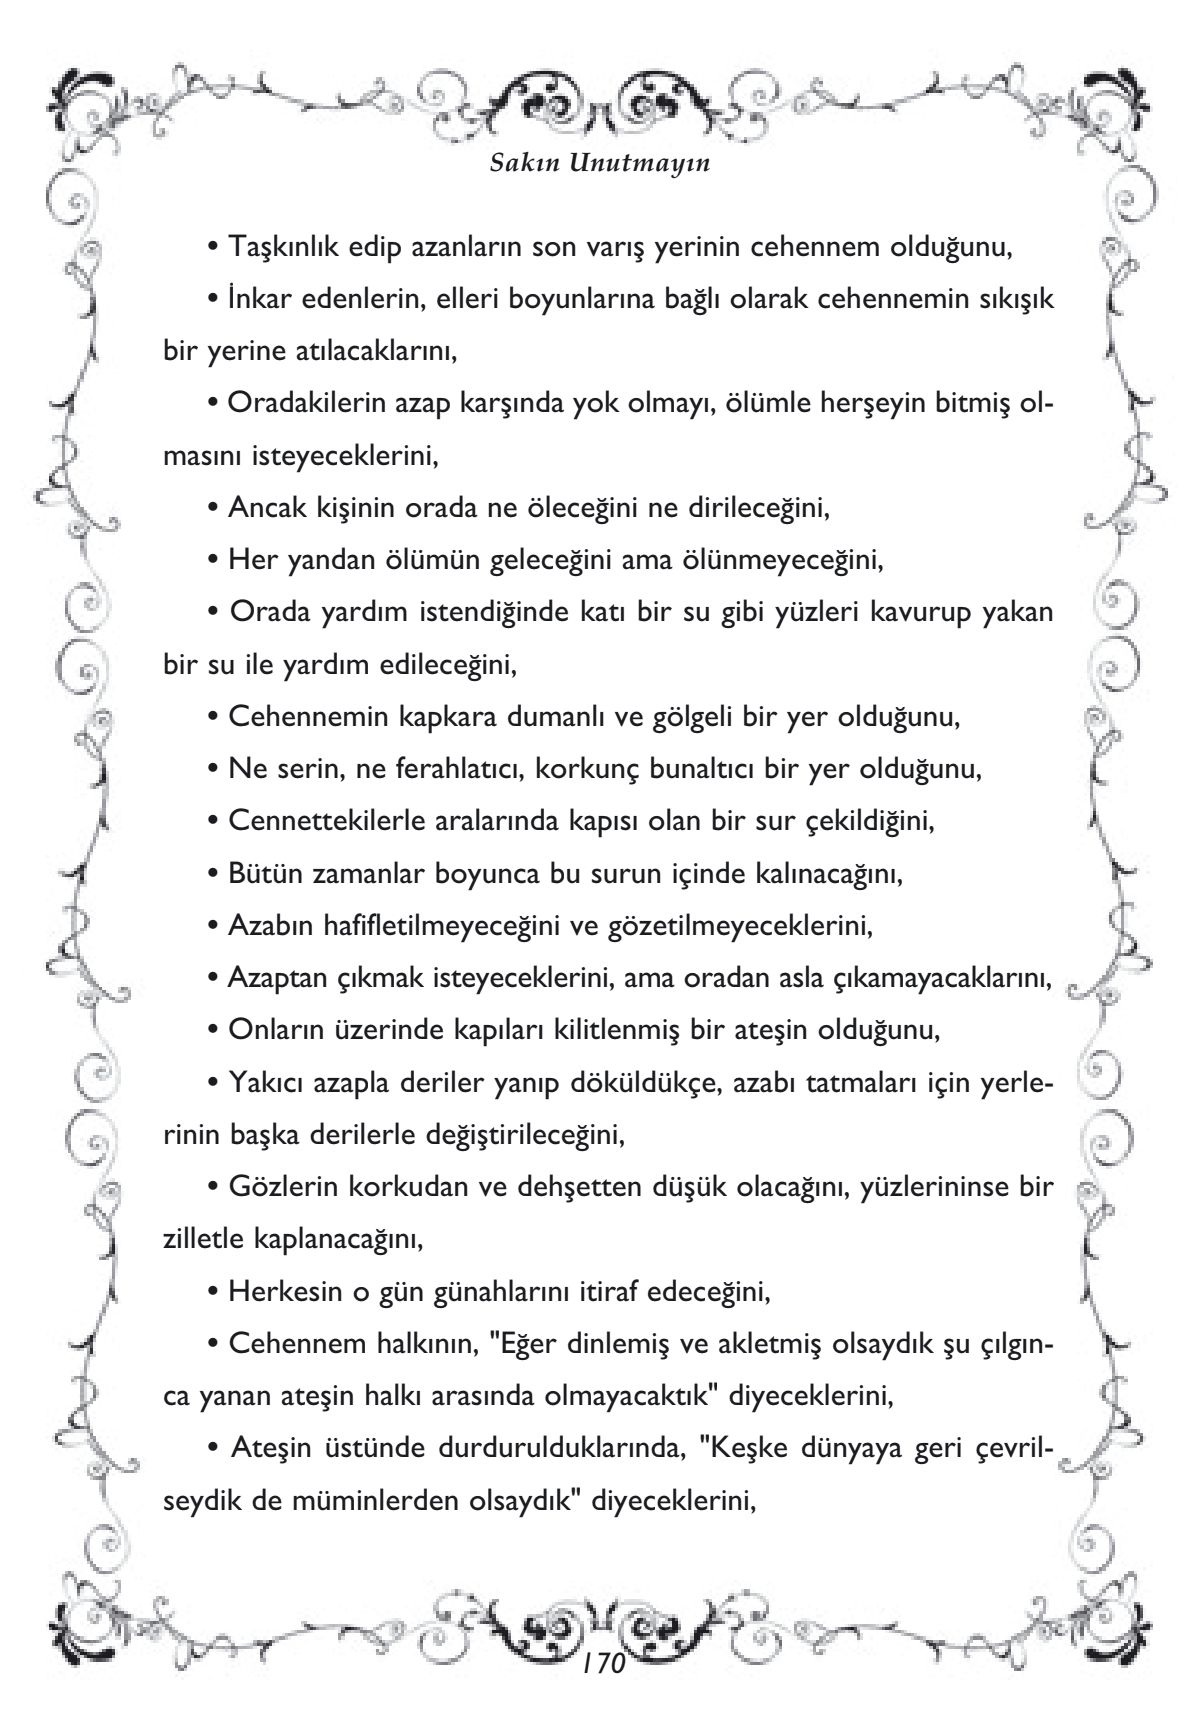 Sakın Unutmayın
• Taşkınlık edip azanların son varış yerinin cehennem olduğunu,
• İnkar edenlerin, elleri boyunlarına bağlı olarak cehennemin sıkışık
bir yerine atılacaklarını,
• Oradakilerin azap karşında yok olmayı, ölümle herşeyin bitmiş ol-
masını isteyeceklerini,
• Ancak kişinin orada ne öleceğini ne dirileceğini,
• Her yandan ölümün geleceğini ama ölünmeyeceğini,
• Orada yardım istendiğinde katı bir su gibi yüzleri kavurup yakan
bir su ile yardım edileceğini,
• Cehennemin kapkara dumanlı ve gölgeli bir yer olduğunu,
• Ne serin, ne ferahlatıcı, korkunç bunaltıcı bir yer olduğunu,
• Cennettekilerle aralarında kapısı olan bir sur çekildiğini,
• Bütün zamanlar boyunca bu surun içinde kalınacağını,
• Azabın hafifletilmeyeceğini ve gözetilmeyeceklerini,
• Azaptan çıkmak isteyeceklerini, ama oradan asla çıkamayacaklarını,
• Onların üzerinde kapıları kilitlenmiş bir ateşin olduğunu,
• Yakıcı azapla deriler yanıp döküldükçe, azabı tatmaları için yerle-
rinin başka derilerle değiştirileceğini,
• Gözlerin korkudan ve dehşetten düşük olacağını, yüzlerininse bir
zilletle kaplanacağını,
• Herkesin o gün günahlarını itiraf edeceğini,
• Cehennem halkının, "Eğer dinlemiş ve akletmiş olsaydık şu çılgın-
ca yanan ateşin halkı arasında olmayacaktık" diyeceklerini,
• Ateşin üstünde durdurulduklarında, "Keşke dünyaya geri çevril-
seydik de müminlerden olsaydık" diyeceklerini,
170